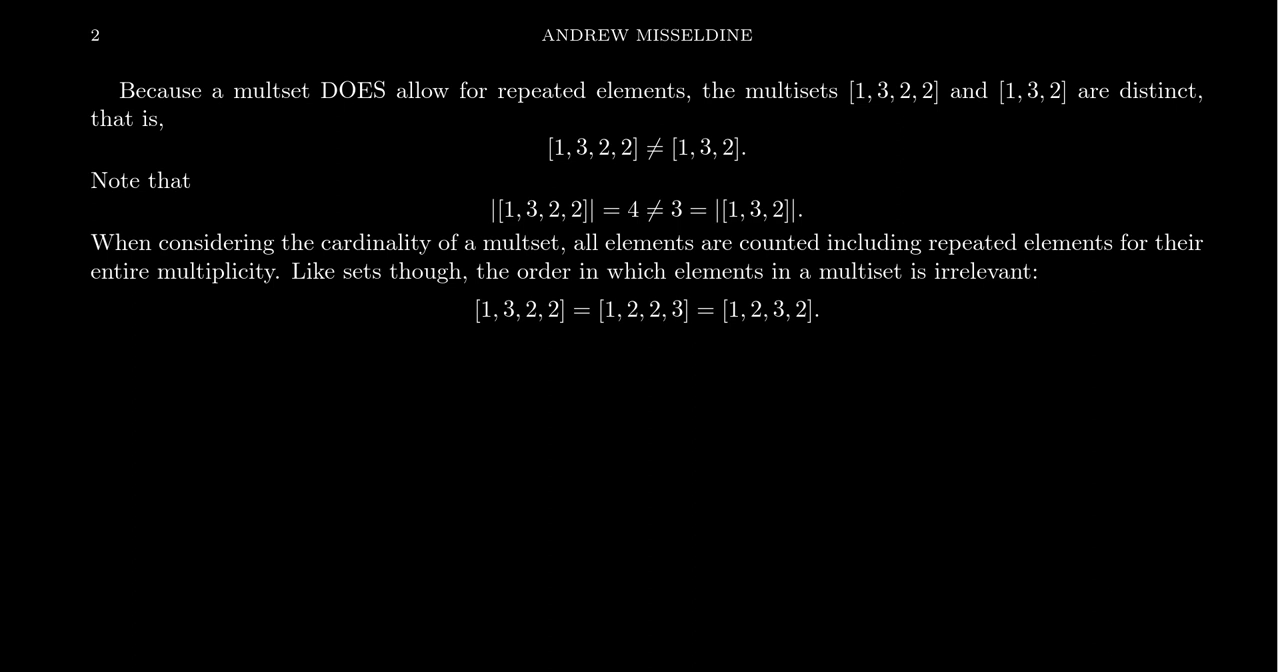 2
ANDREW MISSELDINE
Because a multset DOES allow for repeated elements, the multisets [1, 3, 2, 2] and [1, 3, 2] are distinct,
that is,
[1, 3, 2, 2] ≠ [1, 3, 2].
Note that
|[1, 3, 2, 2]| = 4 ≠ 3 = |[1, 3, 2]|.
When considering the cardinality of a multset, all elements are counted including repeated elements for their
entire multiplicity. Like sets though, the order in which elements in a multiset is irrelevant:
[1, 3, 2, 2] = [1, 2, 2, 3] = [1, 2, 3, 2].